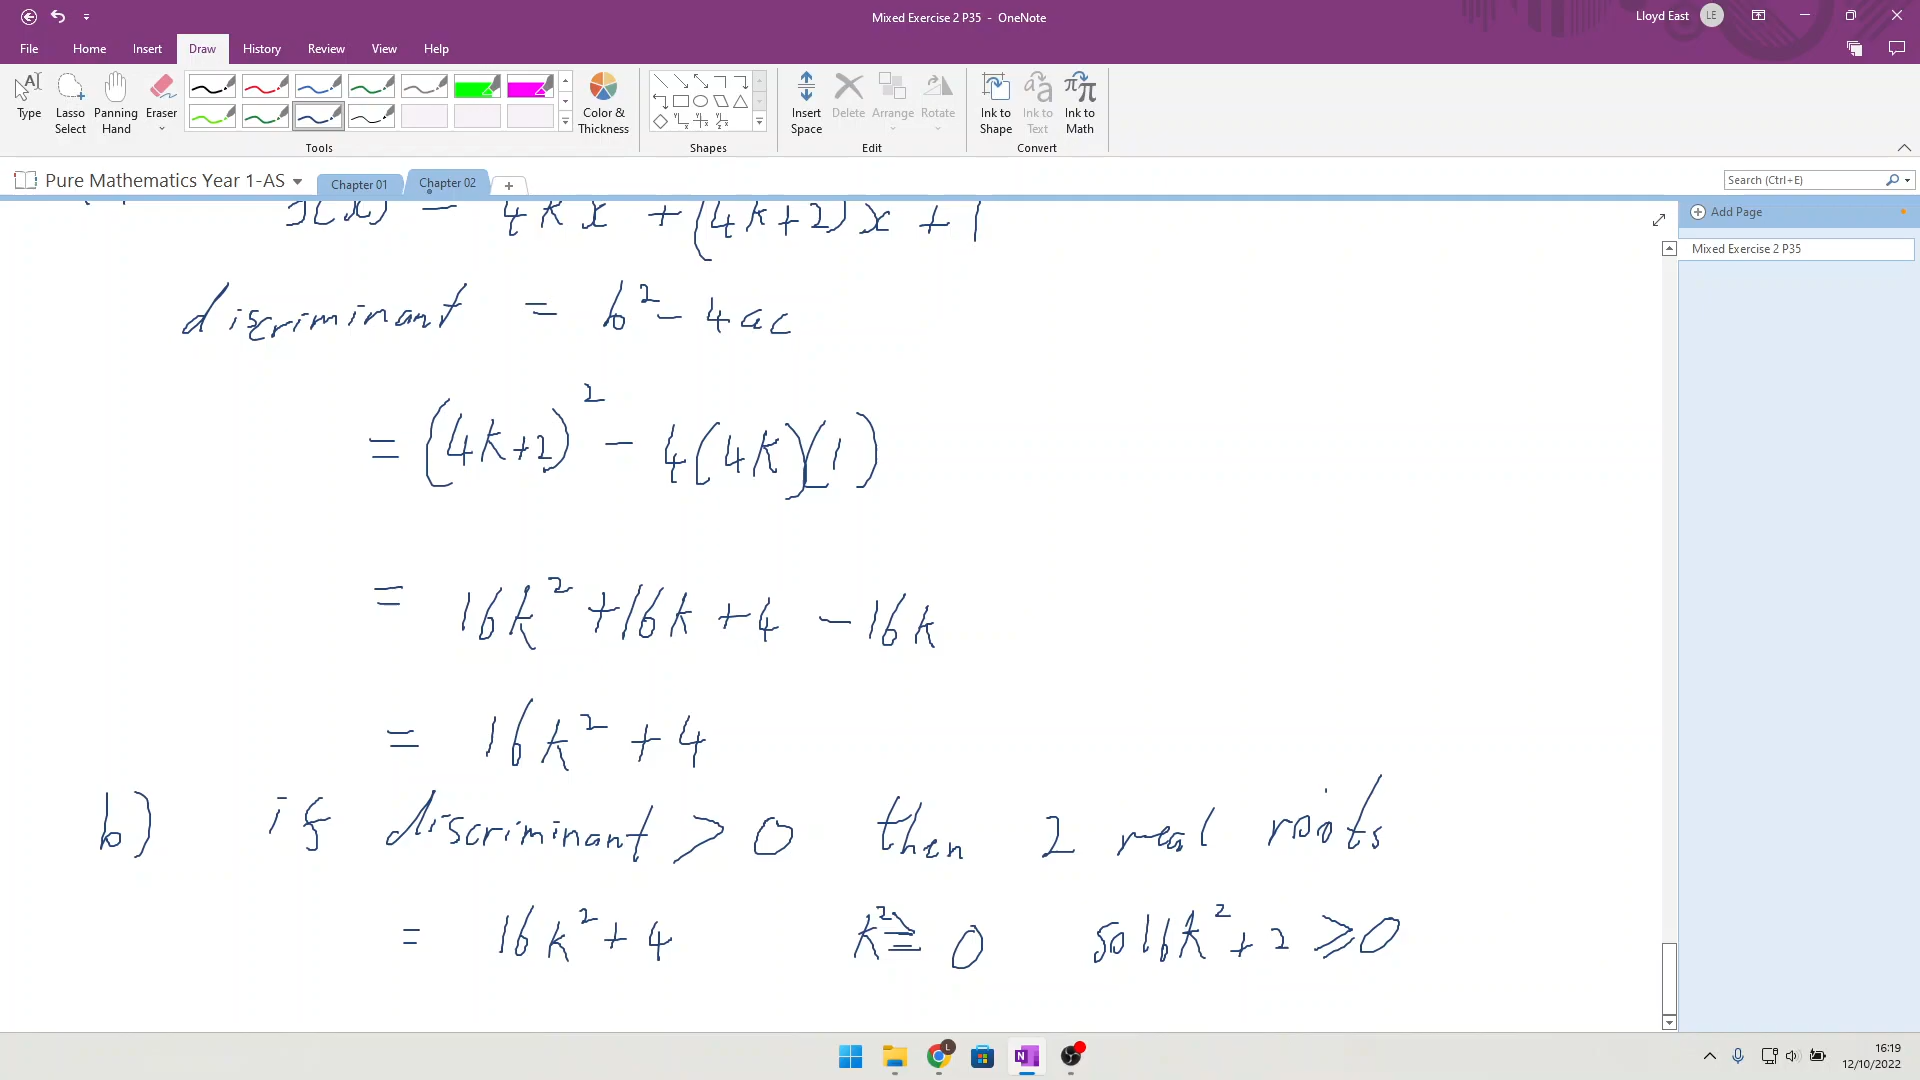 Mixed Exercise 2 P35 - OneNote
Lloyd East LE
File Home Insert Draw History Review View Help
Type
Lasso Select
Panning Hand
Eraser
Color & Thickness
Insert Space
Delete
Arrange
Rotate
Ink to Shape
Ink to Text
Ink to Math
Tools Shapes Edit Convert
Pure Mathematics Year 1-AS Chapter 01 Chapter 02
Search (Ctrl+E)
Add Page
Mixed Exercise 2 P35
= 4kx + (4k+2)x + 1
discriminant = b² - 4ac
= (4k+2)² - 4(4k)(1)
= 16k² + 16k + 4 - 16k
= 16k² + 4
b) if discriminant > 0 then 2 real roots
= 16k² + 4 k² ≥ 0 so 16k² + 2 ≥ 0
16:19
12/10/2022